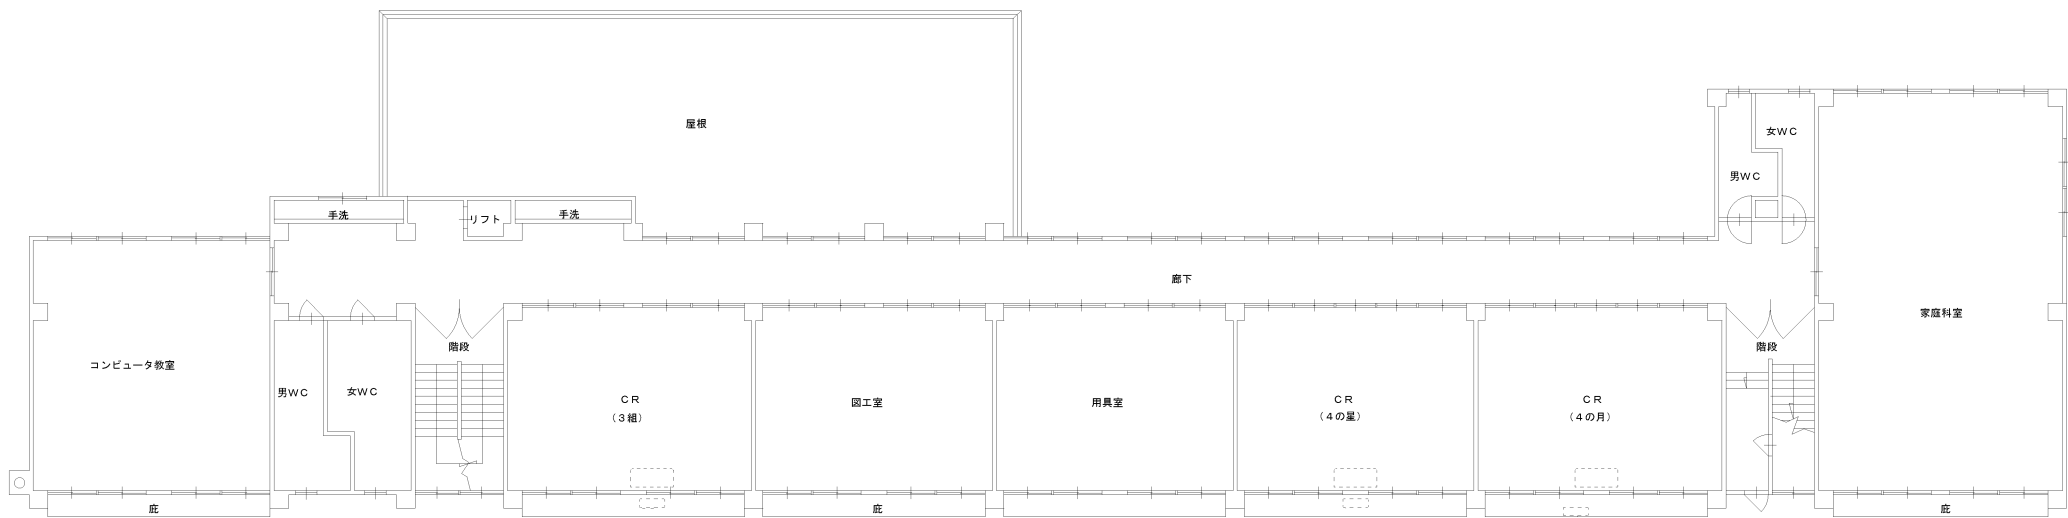 屋根
女ＷＣ
男ＷＣ
手洗
リフト
手洗
廊下
家庭科室
階段
階段
コンピュータ教室
男ＷＣ
女ＷＣ
ＣＲ
（３組）
図工室
用具室
ＣＲ
（４の星）
ＣＲ
（４の月）
庇
庇
庇